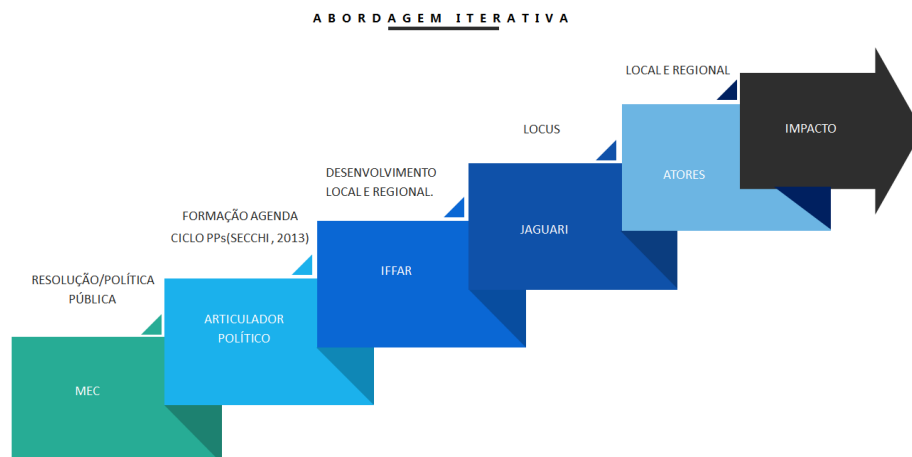 ABORDAGEM ITERATIVA
RESOLUÇÃO/POLÍTICA
PÚBLICA
MEC
FORMAÇÃO AGENDA
CICLO PPs(SECCHI, 2013)
ARTICULADOR
POLÍTICO
DESENVOLVIMENTO
LOCAL E REGIONAL.
IFFAR
LOCUS
JAGUARI
LOCAL E REGIONAL
ATORES
IMPACTO